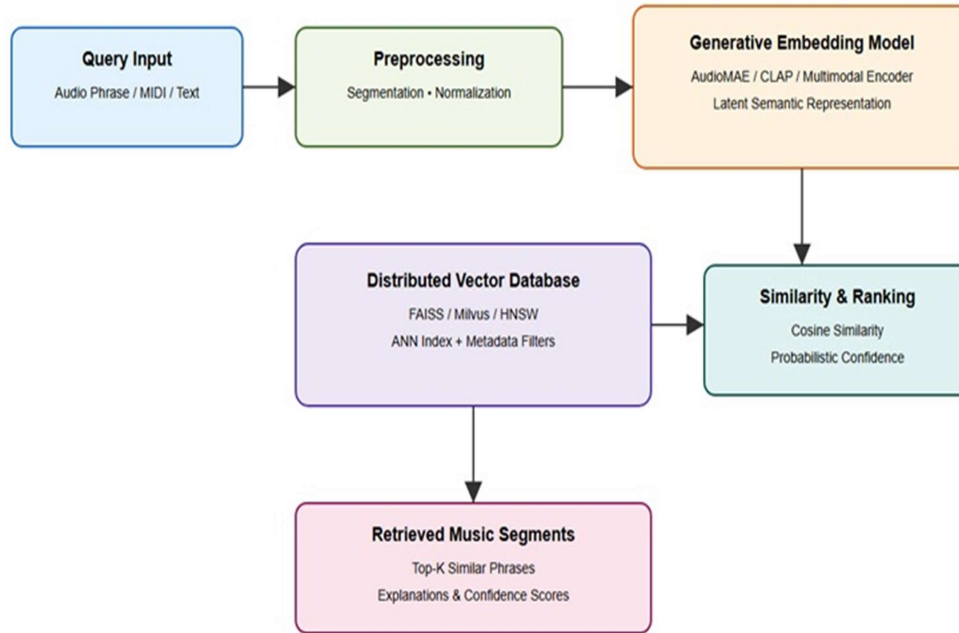 Query Input
Audio Phrase / MIDI / Text
Preprocessing
Segmentation • Normalization
Generative Embedding Model
AudioMAE / CLAP / Multimodal Encoder
Latent Semantic Representation
Distributed Vector Database
FAISS / Milvus / HNSW
ANN Index + Metadata Filters
Similarity & Ranking
Cosine Similarity
Probabilistic Confidence
Retrieved Music Segments
Top-K Similar Phrases
Explanations & Confidence Scores